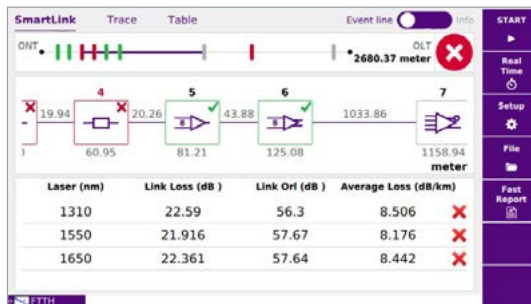 SmartLink Trace Table Event line Info START
ONT OLT
2680.37 meter
Real
Time
4 5 6 7
19.94 20.26 43.88 1033.86
8 8
60.95 81.21 125.08 1158.94
meter
Setup
File
Fast
Report
Laser (nm) Link Loss (dB ) Link Orl (dB ) Average Loss (dB/km)
1310 22.59 56.3 8.506
1550 21.916 57.67 8.176
1650 22.361 57.64 8.442
FTTH